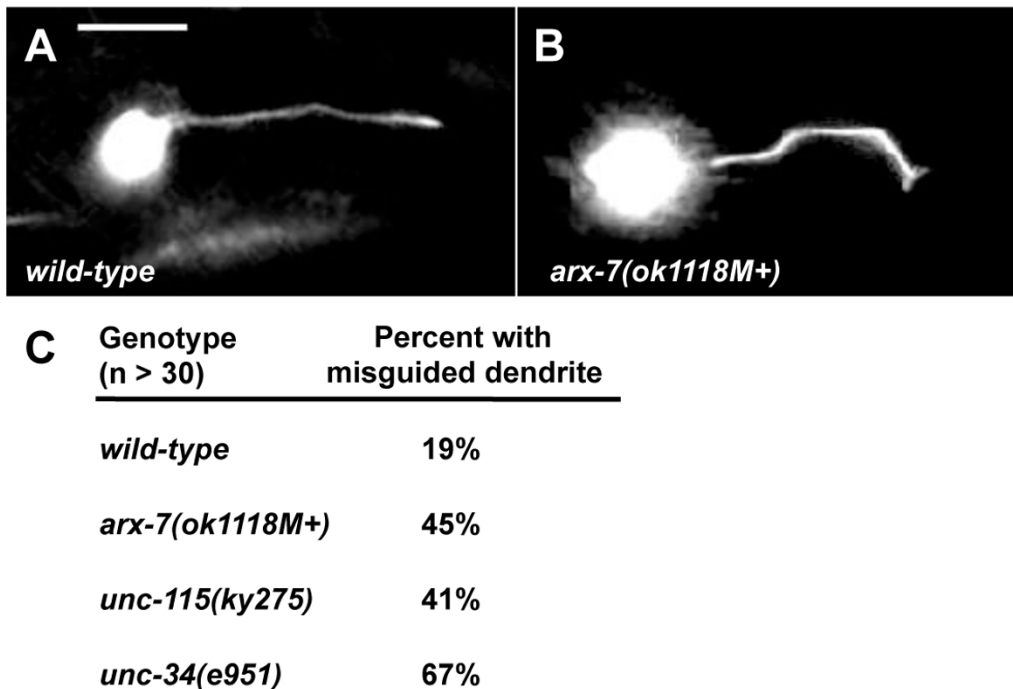 A
wild-type
B
arx-7(ok1118M+)
C
Genotype
(n > 30)
Percent with
misguided dendrite
wild-type 19%
arx-7(ok1118M+) 45%
unc-115(ky275) 41%
unc-34(e951) 67%